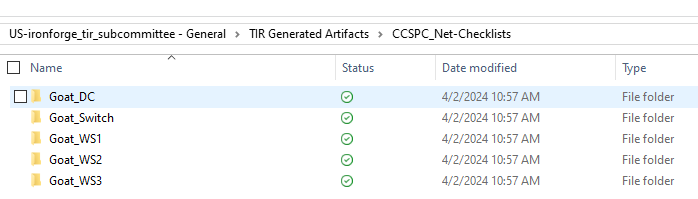 US-ironforge_tir_subcommittee - General > TIR Generated Artifacts > CCSPC_Net-Checklists
Name Status Date modified Type
Goat_DC 4/2/2024 10:57 AM File folder
Goat_Switch 4/2/2024 10:57 AM File folder
Goat_WS1 4/2/2024 10:57 AM File folder
Goat_WS2 4/2/2024 10:57 AM File folder
Goat_WS3 4/2/2024 10:57 AM File folder